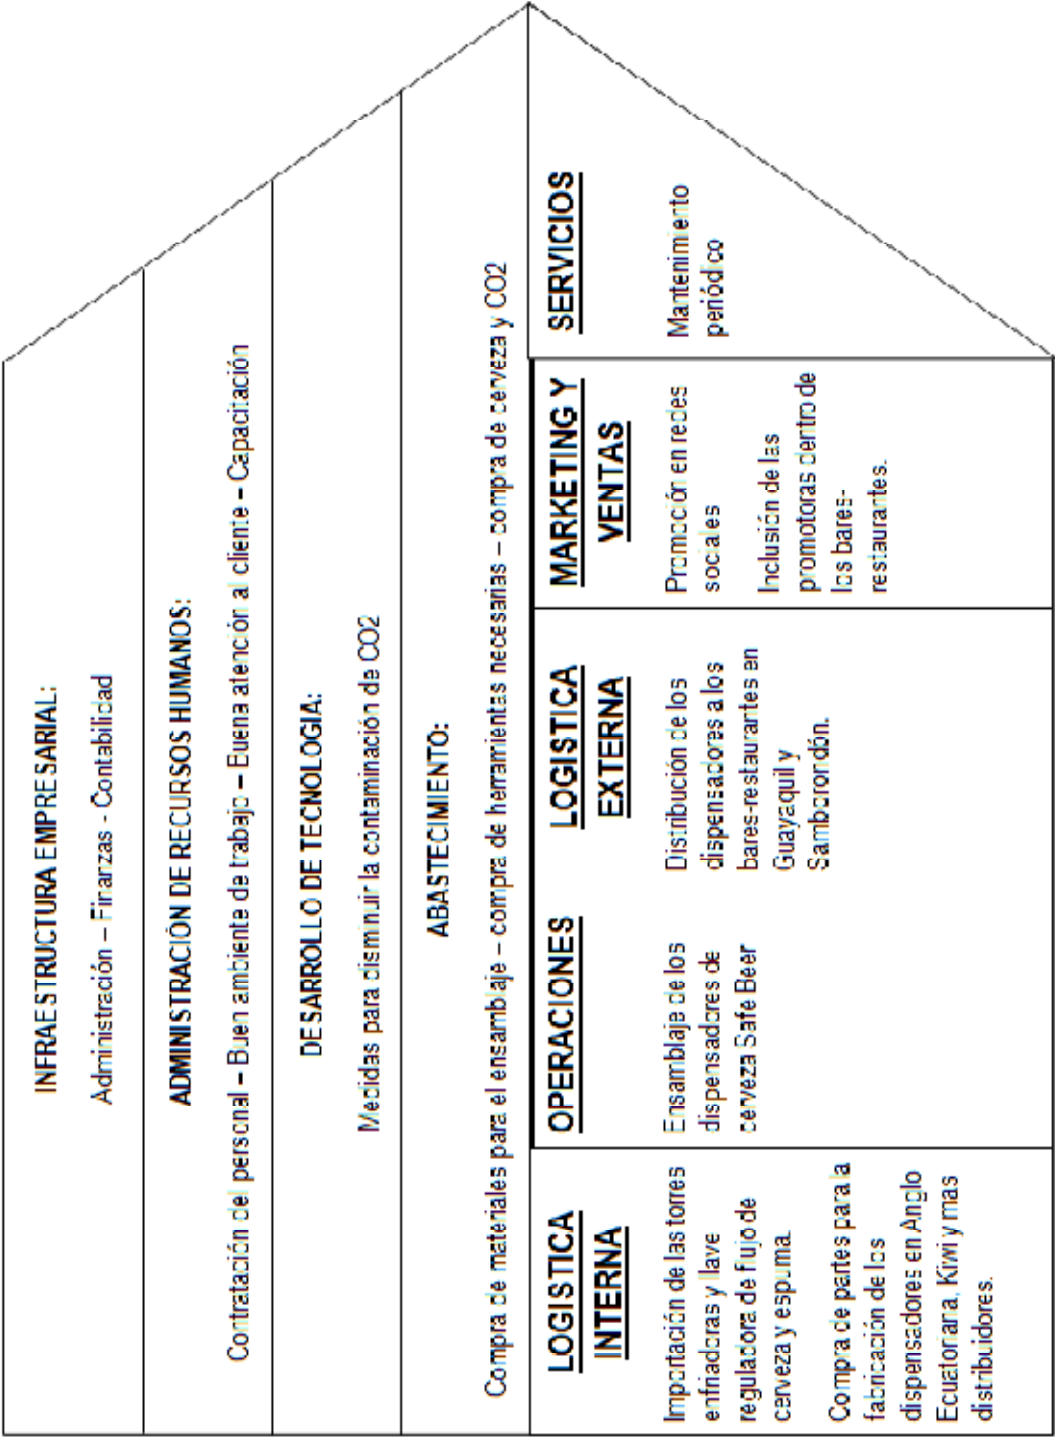 INFRAESTRUCTURA EMPRESARIAL:
Administración – Finanzas - Contabilidad
ADMINISTRACIÓN DE RECURSOS HUMANOS:
Contratación del personal – Buen ambiente de trabajo – Buena atención al cliente – Capacitación
DESARROLLO DE TECNOLOGIA:
Medidas para disminuir la contaminación de CO2
ABASTECIMIENTO:
Compra de materiales para el ensamblaje – compra de herramientas necesarias – compra de cerveza y CO2
LOGISTICA
INTERNA
Importación de las torres
enfriadoras y llave
reguladora de flujo de
cerveza y espuma.
Compra de partes para la
fabricación de los
dispensadores en Anglo
Ecuatoriana, Kiwi y mas
distribuidores.
OPERACIONES
Ensamblaje de los
dispensadores de
cerveza Safe Beer
LOGISTICA
EXTERNA
Distribución de los
dispensadores a los
bares-restaurantes en
Guayaquil y
Samborondón.
MARKETING Y
VENTAS
Promoción en redes
sociales
Inclusión de las
promotoras dentro de
los bares-
restaurantes.
SERVICIOS
Mantenimiento
periódico